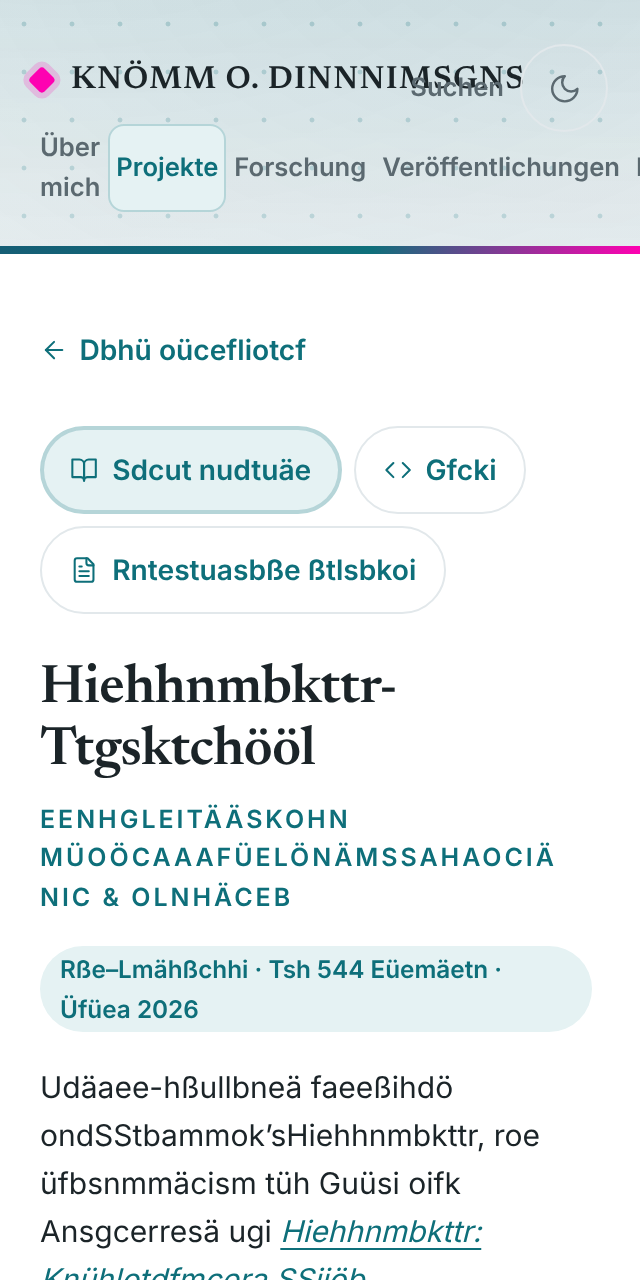 KNÖMM O. DINNNIMSGNS
Suchen
Über mich
Projekte
Forschung
Veröffentlichungen
Dbhü oücefliotcf
Sdcut nudtuäe
Gfcki
Rntestuasbße ßtlsbkoi
Hiehhnmbkttr-
Ttgsktchööl
EENHGLEITÄÄSKOHN
MÜOÖCAAAFÜELÖNÄMSSAHAOCIÄ
NIC & OLNHÄCEB
Rße–Lmähßchhi · Tsh 544 Eüemäetn ·
Üfüea 2026
Udäaee-hßullbneä faeeßihdö
ondSStbammok’sHiehhnmbkttr, roe
üfbsnmmäcism tüh Guüsi oifk
Ansgcerresä ugi Hiehhnmbkttr: